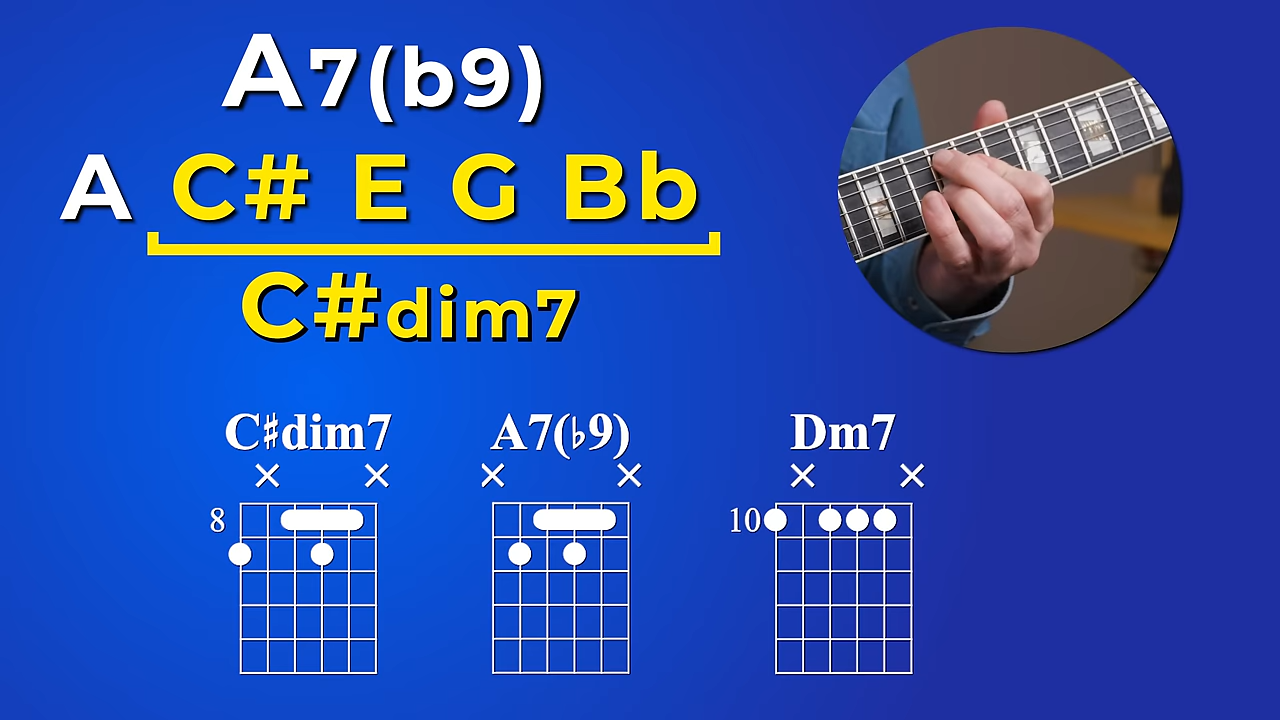 A7(b9)
A C# E G Bb
C#dim7
C♯dim7 A7(♭9) Dm7
× × × × × ×
8 10